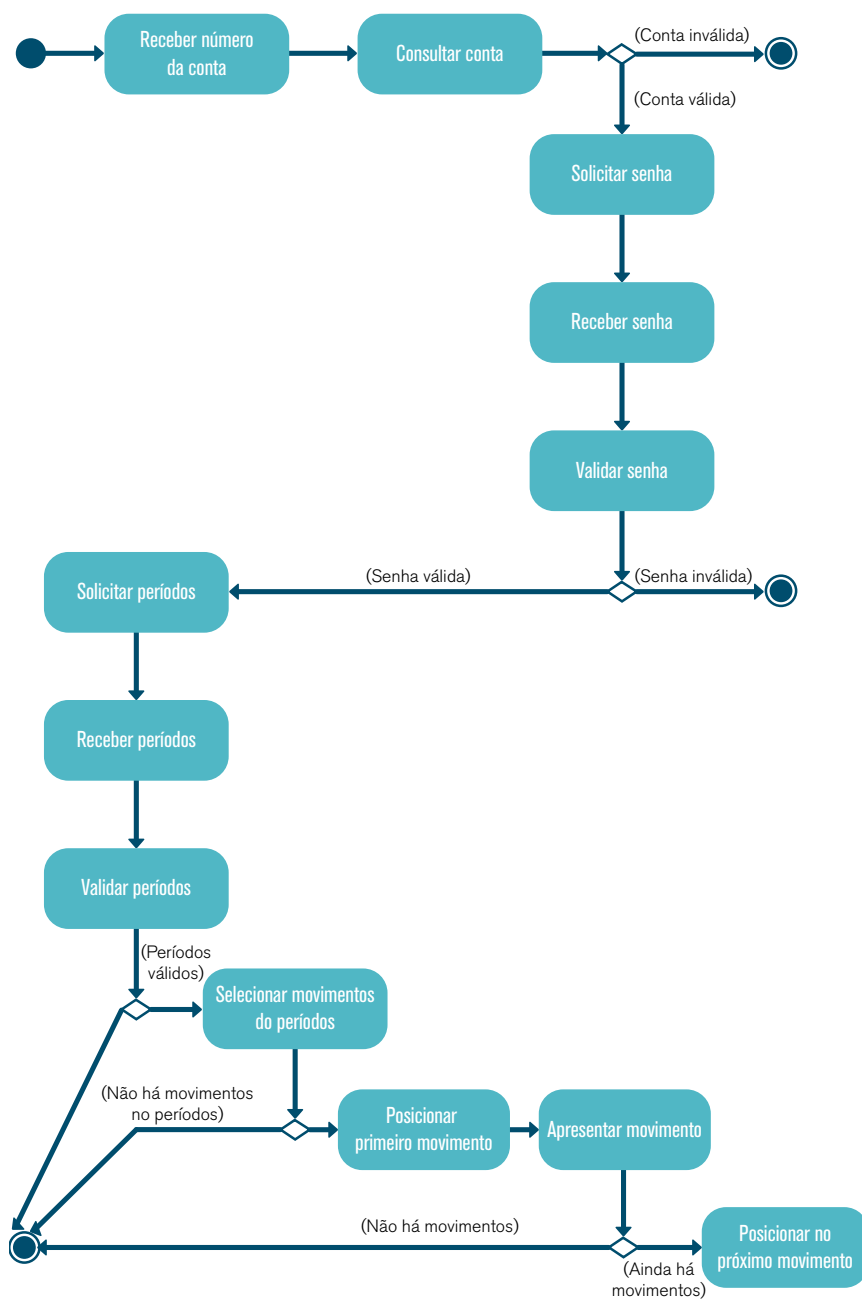 Receber número
da conta
Consultar conta
(Conta inválida)
(Conta válida)
Solicitar senha
Receber senha
Validar senha
(Senha válida)
(Senha inválida)
Solicitar períodos
Receber períodos
Validar períodos
(Períodos
válidos)
Selecionar movimentos
do períodos
(Não há movimentos
no períodos)
Posicionar
primeiro movimento
Apresentar movimento
(Não há movimentos)
(Ainda há
movimentos)
Posicionar no
próximo movimento